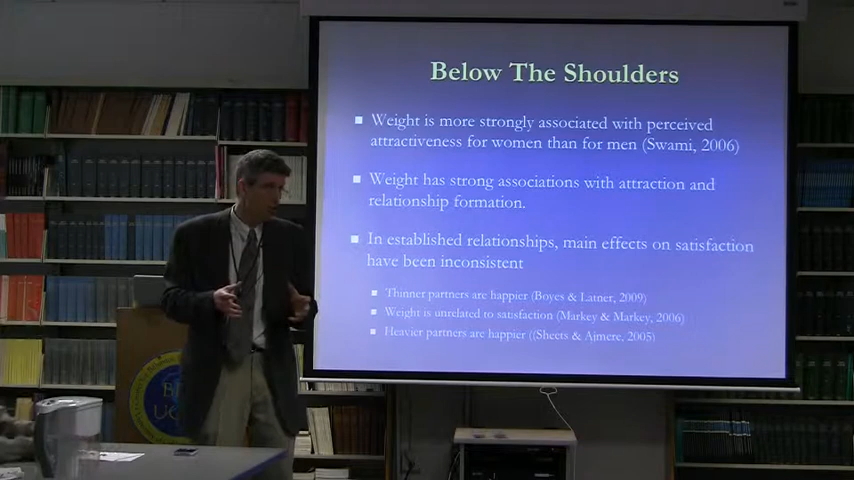 Below The Shoulders
Weight is more strongly associated with perceived
attractiveness for women than for men (Swami, 2006)
Weight has strong associations with attraction and
relationship formation.
In established relationships, main effects on satisfaction
have been inconsistent
Thinner partners are happier (Boyes & Latner, 2009)
Weight is unrelated to satisfaction (Markey & Markey, 2006)
Heavier partners are happier ((Sheets & Ajmere, 2005)